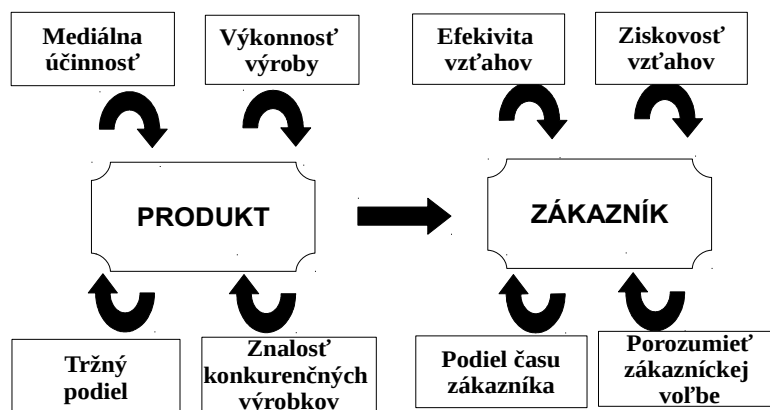 Mediálna
účinnosť
Výkonnosť
výroby
Efekivita
vzťahov
Ziskovosť
vzťahov
PRODUKT
ZÁKAZNÍK
Tržný
podiel
Znalosť
konkurenčných
výrobkov
Podiel času
zákazníka
Porozumieť
zákazníckej
voľbe